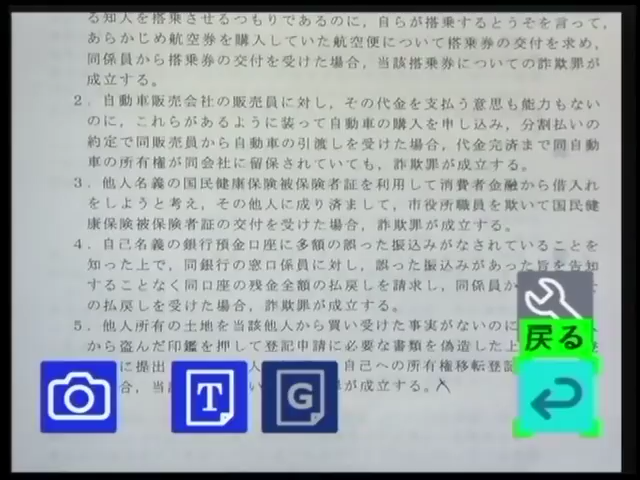 る知人を搭乗させるつもりであるのに，自らが搭乗するとうそを言って，
あらかじめ航空券を購入していた航空便について搭乗券の交付を求め，
同係員から搭乗券の交付を受けた場合，当該搭乗券についての詐欺罪が
成立する。
2．自動車販売会社の販売員に対し，その代金を支払う意思も能力もない
のに，これらがあるように装って自動車の購入を申し込み，分割払いの
約定で同販売員から自動車の引渡しを受けた場合，代金完済まで同自動
車の所有権が同会社に留保されていても，詐欺罪が成立する。
3．他人名義の国民健康保険被保険者証を利用して消費者金融から借入れ
をしようと考え，その他人に成り済まして，市役所職員を欺いて国民健
康保険被保険者証の交付を受けた場合，詐欺罪が成立する。
4．自己名義の銀行預金口座に多額の誤った振込みがなされていることを
知った上で，同銀行の窓口係員に対し，誤った振込みがあった旨を告知
することなく同口座の残金全額の払戻しを請求し，同係員か
の払戻しを受けた場合，詐欺罪が成立する。
5．他人所有の土地を当該他人から買い受けた事実がないのに
から盗んだ印鑑を押して登記申請に必要な書類を偽造した上
に提出 自己への所有権移転登記
合，当 が成立する。
戻る
T
G